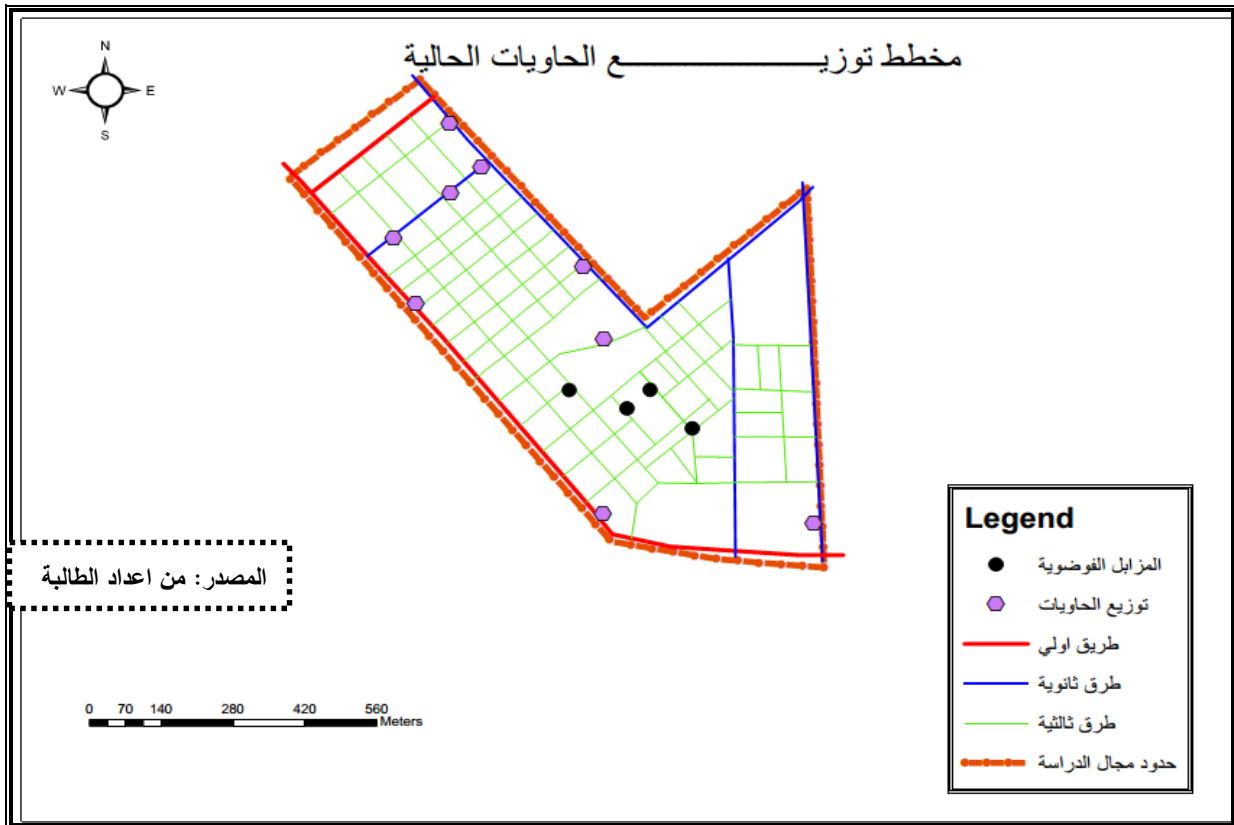 مخطط توزيــــــــــــــــع الحاويات الحالية
N
W E
S
Legend
المزابل الفوضوية
توزيع الحاويات
طريق اولي
طرق ثانوية
طرق ثالثية
حدود مجال الدراسة
المصدر: من اعداد الطالبة
0 70 140 280 420 560
Meters